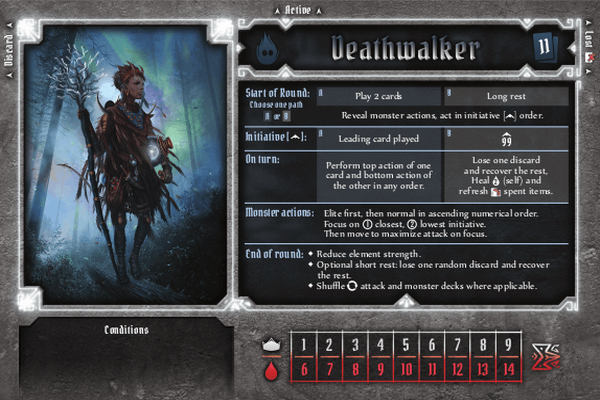 Active
Discard
Lost
Deathwalker
11
Start of Round:
Choose one path
A or B
A Play 2 cards
B Long rest
Reveal monster actions, act in initiative order.
Initiative:
A Leading card played
B 99
On turn:
Perform top action of one
card and bottom action of
the other in any order.
Lose one discard
and recover the rest,
Heal (self) and
refresh spent items.
Monster actions:
Elite first, then normal in ascending numerical order.
Focus on 1 closest, 2 lowest initiative.
Then move to maximize attack on focus.
End of round:
Reduce element strength.
Optional short rest: lose one random discard and recover
the rest.
Shuffle attack and monster decks where applicable.
Conditions
1 2 3 4 5 6 7 8 9
6 7 8 9 10 11 12 13 14